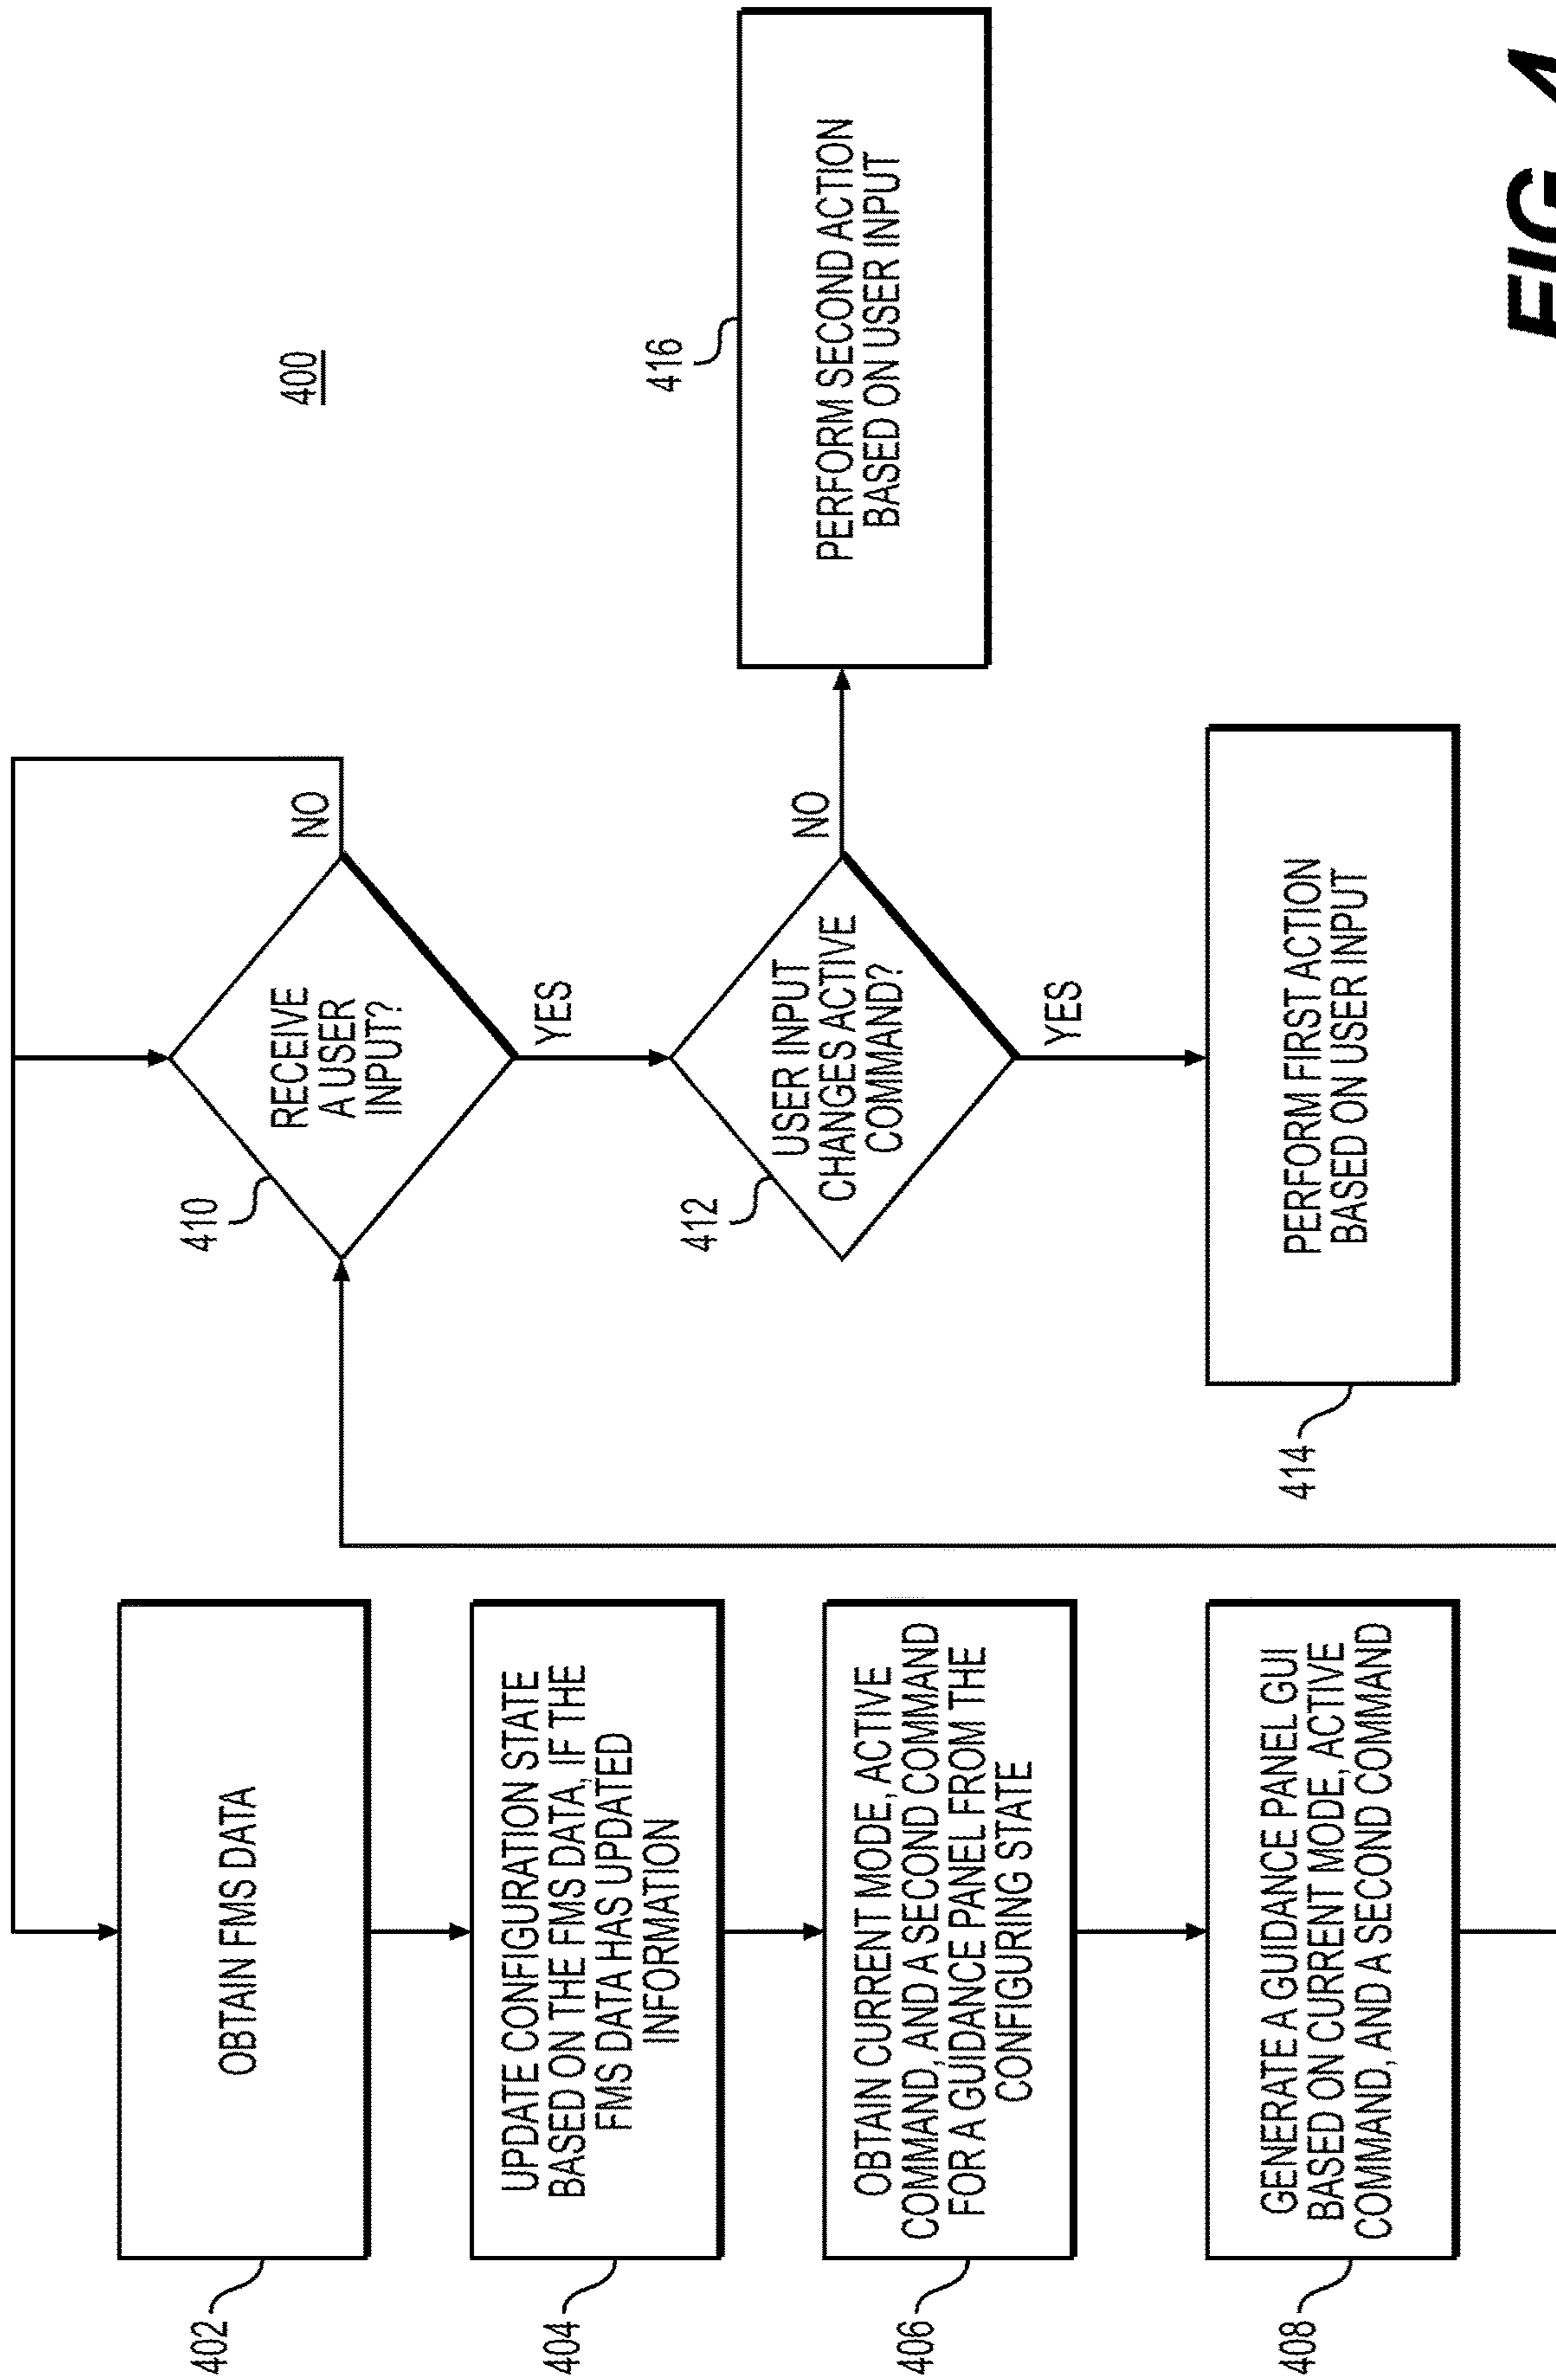 400
402
OBTAIN FMS DATA
404
UPDATE CONFIGURATION STATE
BASED ON THE FMS DATA, IF THE
FMS DATA HAS UPDATED
INFORMATION
406
OBTAIN CURRENT MODE, ACTIVE
COMMAND, AND A SECOND COMMAND
FOR A GUIDANCE PANEL FROM THE
CONFIGURING STATE
408
GENERATE A GUIDANCE PANEL GUI
BASED ON CURRENT MODE, ACTIVE
COMMAND, AND A SECOND COMMAND
410
RECEIVE
A USER
INPUT?
NO
YES
412
USER INPUT
CHANGES ACTIVE
COMMAND?
NO
YES
414
PERFORM FIRST ACTION
BASED ON USER INPUT
416
PERFORM SECOND ACTION
BASED ON USER INPUT
FIG. 4